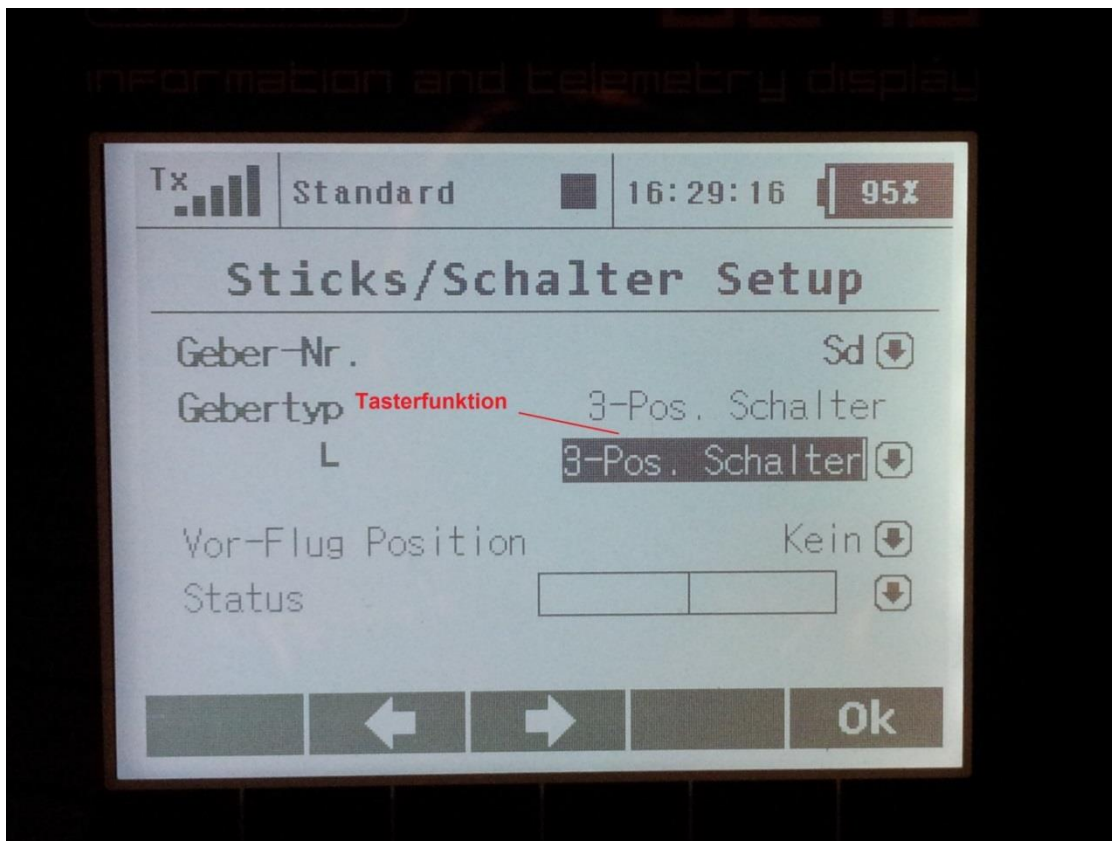 information and telemetry display
Tx Standard 16:29:16 95%
Sticks/Schalter Setup
Geber-Nr. Sd
Gebertyp Tasterfunktion 3-Pos. Schalter
L 3-Pos. Schalter
Vor-Flug Position Kein
Status
Ok